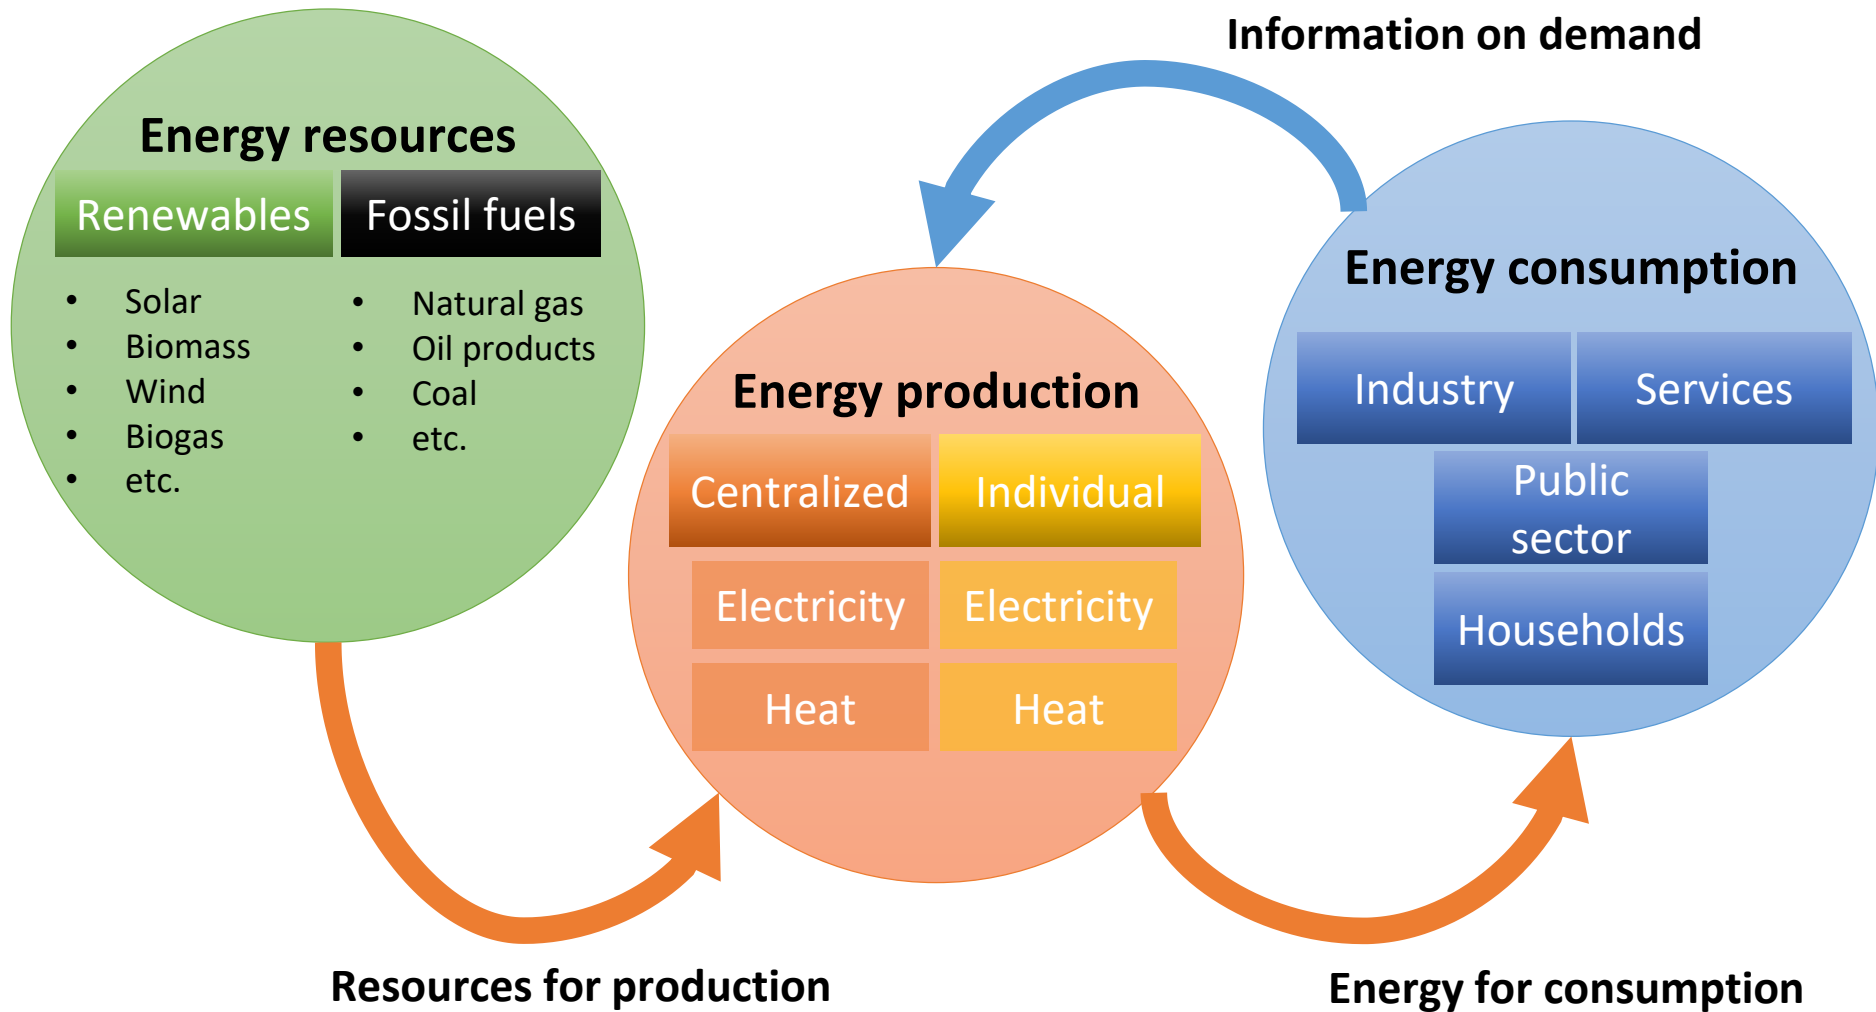 Information on demand
Energy resources
Renewables
Fossil fuels
• Solar
• Biomass
• Wind
• Biogas
• etc.
• Natural gas
• Oil products
• Coal
• etc.
Energy production
Centralized
Individual
Electricity
Electricity
Heat
Heat
Energy consumption
Industry
Services
Public
sector
Households
Resources for production
Energy for consumption